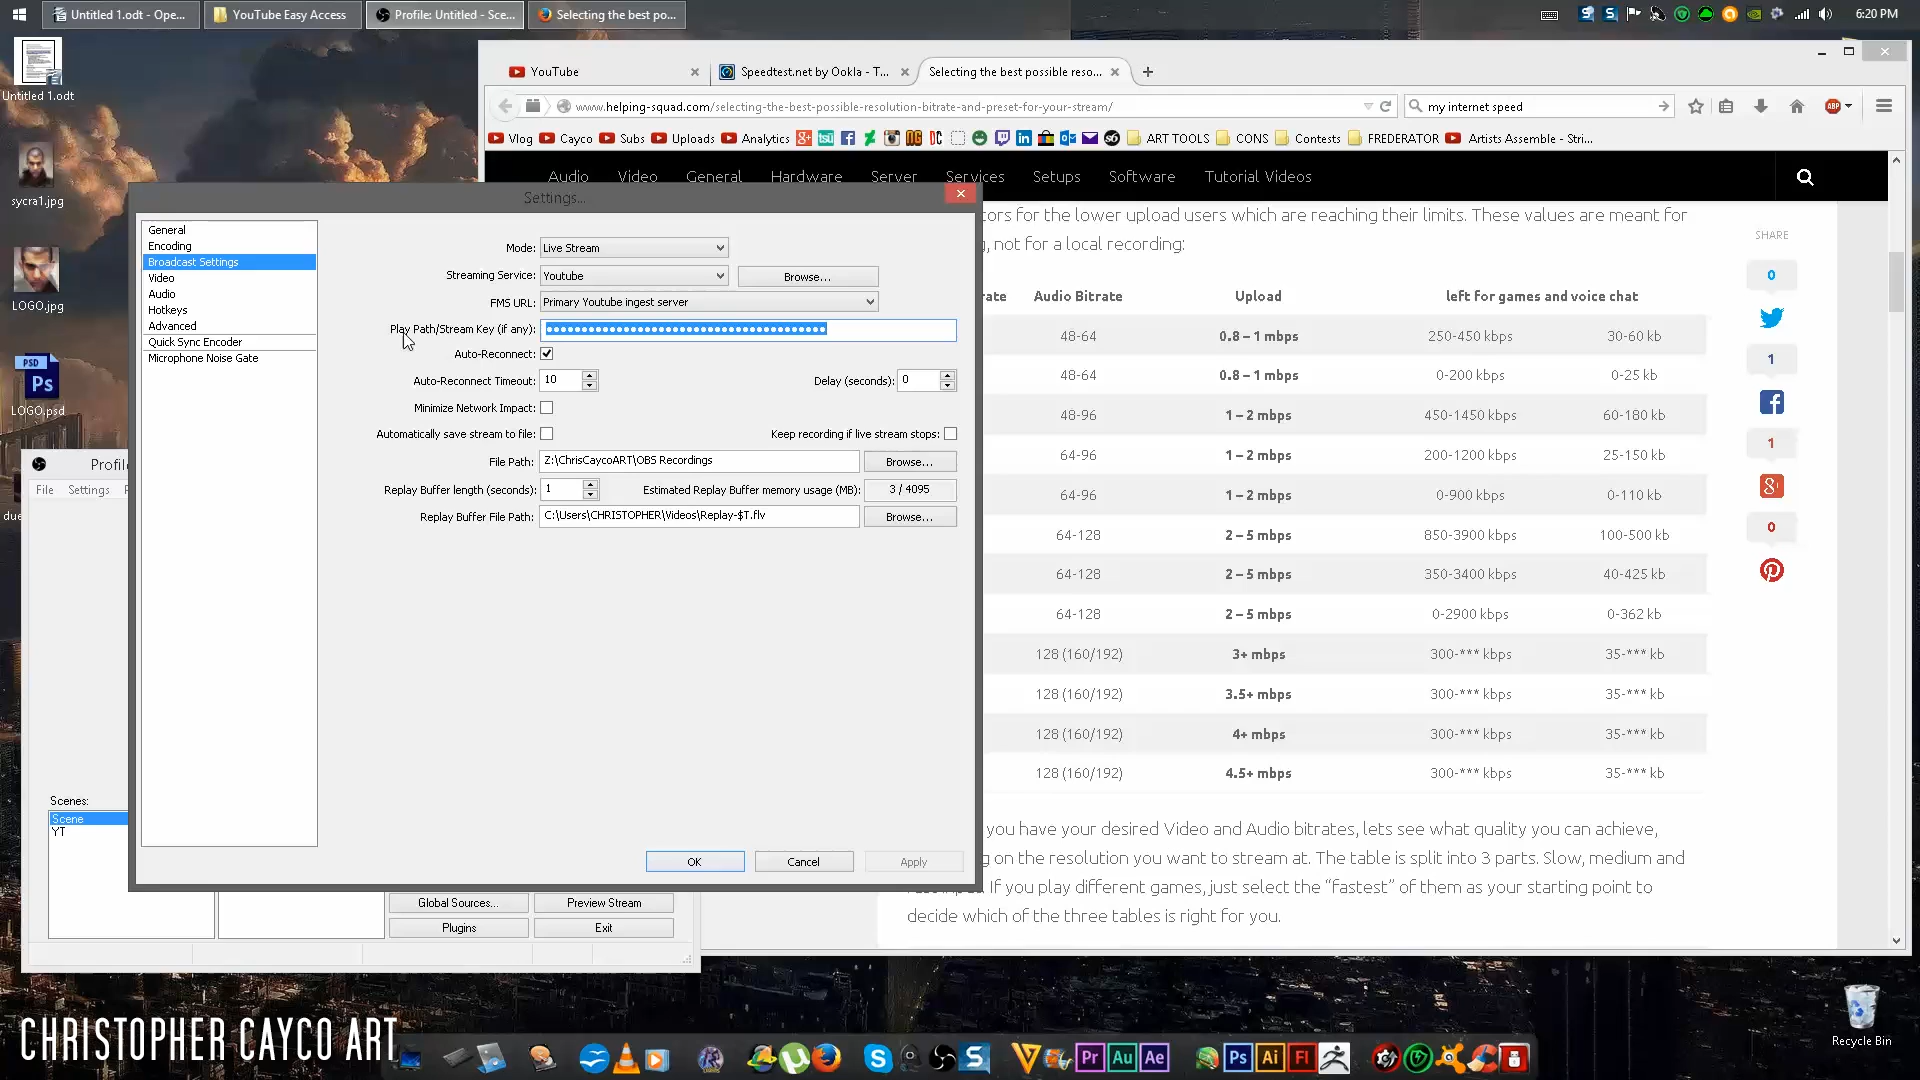 Untitled 1.odt - Ope...
YouTube Easy Access
Profile: Untitled - Sce...
Selecting the best po...
6:20 PM
Untitled 1.odt
sycra1.jpg
LOGO.jpg
PSD
Ps
LOGO.psd
due
YouTube
Speedtest.net by Ookla - T...
Selecting the best possible reso...
www.helping-squad.com/selecting-the-best-possible-resolution-bitrate-and-preset-for-your-stream/
my internet speed
ABP
Vlog Cayco Subs Uploads Analytics ART TOOLS CONS Contests FREDERATOR Artists Assemble - Stri...
Audio Video General Hardware Server Services Setups Software Tutorial Videos
tors for the lower upload users which are reaching their limits. These values are meant for
g, not for a local recording:
rate Audio Bitrate Upload left for games and voice chat
48-64 0.8 – 1 mbps 250-450 kbps 30-60 kb
48-64 0.8 – 1 mbps 0-200 kbps 0-25 kb
48-96 1 – 2 mbps 450-1450 kbps 60-180 kb
64-96 1 – 2 mbps 200-1200 kbps 25-150 kb
64-96 1 – 2 mbps 0-900 kbps 0-110 kb
64-128 2 – 5 mbps 850-3900 kbps 100-500 kb
64-128 2 – 5 mbps 350-3400 kbps 40-425 kb
64-128 2 – 5 mbps 0-2900 kbps 0-362 kb
128 (160/192) 3+ mbps 300-*** kbps 35-*** kb
128 (160/192) 3.5+ mbps 300-*** kbps 35-*** kb
128 (160/192) 4+ mbps 300-*** kbps 35-*** kb
128 (160/192) 4.5+ mbps 300-*** kbps 35-*** kb
you have your desired Video and Audio bitrates, lets see what quality you can achieve,
g on the resolution you want to stream at. The table is split into 3 parts. Slow, medium and
If you play different games, just select the “fastest” of them as your starting point to
decide which of the three tables is right for you.
SHARE
0
1
1
0
Settings...
General
Encoding
Broadcast Settings
Video
Audio
Hotkeys
Advanced
Quick Sync Encoder
Microphone Noise Gate
Mode: Live Stream
Streaming Service: Youtube Browse...
FMS URL: Primary Youtube ingest server
Play Path/Stream Key (if any):
Auto-Reconnect:
Auto-Reconnect Timeout: 10 Delay (seconds): 0
Minimize Network Impact:
Automatically save stream to file: Keep recording if live stream stops:
File Path: Z:\ChrisCaycoART\OBS Recordings Browse...
Replay Buffer length (seconds): 1 Estimated Replay Buffer memory usage (MB): 3 / 4095
Replay Buffer File Path: C:\Users\CHRISTOPHER\Videos\Replay-$T.flv Browse...
OK Cancel Apply
Profile
File Settings
Scenes:
Scene
YT
Global Sources... Preview Stream
Plugins Exit
CHRISTOPHER CAYCO ART
Pr Au Ae Ps Ai Fl
Recycle Bin